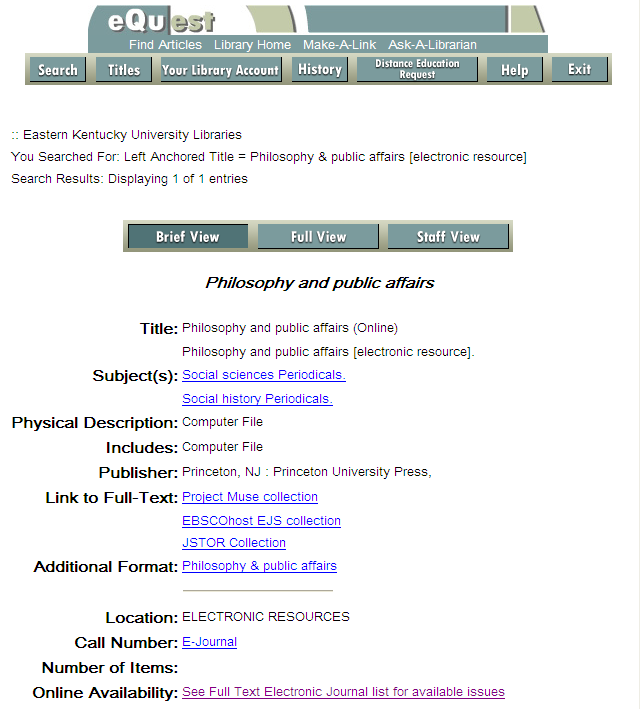 eQuest
Find Articles Library Home Make-A-Link Ask-A-Librarian
Search Titles Your Library Account History Distance Education Request Help Exit
:: Eastern Kentucky University Libraries
You Searched For: Left Anchored Title = Philosophy & public affairs [electronic resource]
Search Results: Displaying 1 of 1 entries
Brief View Full View Staff View
Philosophy and public affairs
Title: Philosophy and public affairs (Online)
Philosophy and public affairs [electronic resource].
Subject(s): Social sciences Periodicals.
Social history Periodicals.
Physical Description: Computer File
Includes: Computer File
Publisher: Princeton, NJ : Princeton University Press,
Link to Full-Text: Project Muse collection
EBSCOhost EJS collection
JSTOR Collection
Additional Format: Philosophy & public affairs
Location: ELECTRONIC RESOURCES
Call Number: E-Journal
Number of Items:
Online Availability: See Full Text Electronic Journal list for available issues